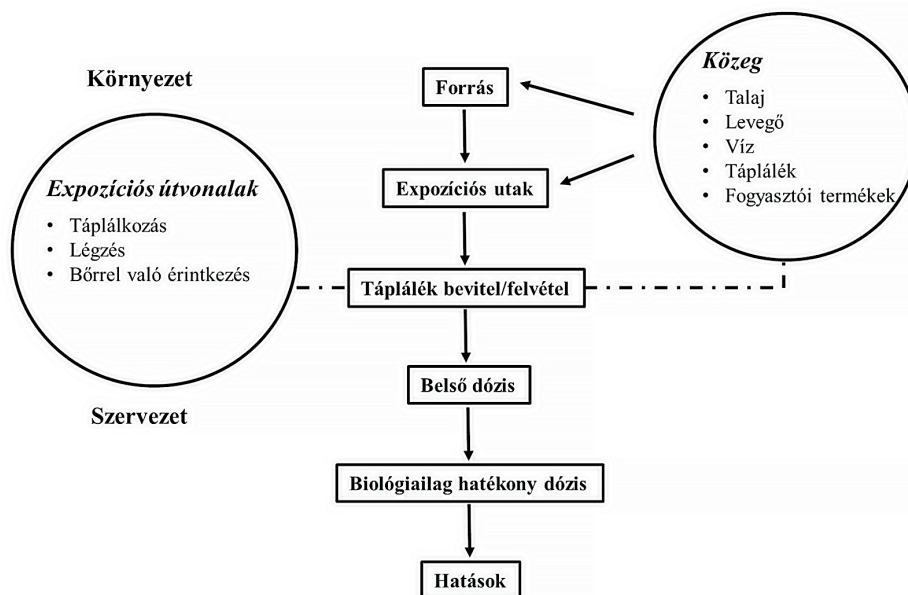 Környezet
Expozíciós útvonalak
• Táplálkozás
• Légzés
• Bőrrel való érintkezés
Szervezet
Forrás
Expozíciós utak
Táplálék bevitel/felvétel
Belső dózis
Biológiailag hatékony dózis
Hatások
Közeg
• Talaj
• Levegő
• Víz
• Táplálék
• Fogyasztói termékek